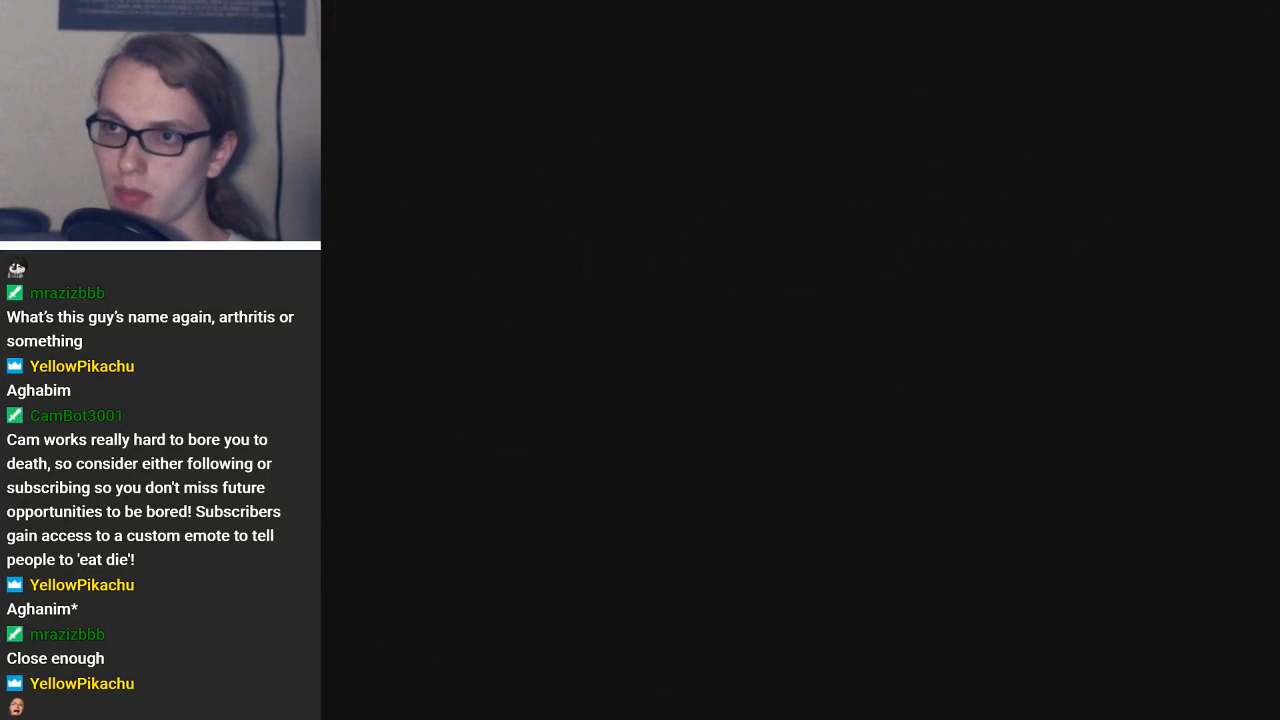 mrazizbbb
What’s this guy’s name again, arthritis or
something
YellowPikachu
Aghabim
CamBot3001
Cam works really hard to bore you to
death, so consider either following or
subscribing so you don't miss future
opportunities to be bored! Subscribers
gain access to a custom emote to tell
people to 'eat die'!
YellowPikachu
Aghanim*
mrazizbbb
Close enough
YellowPikachu